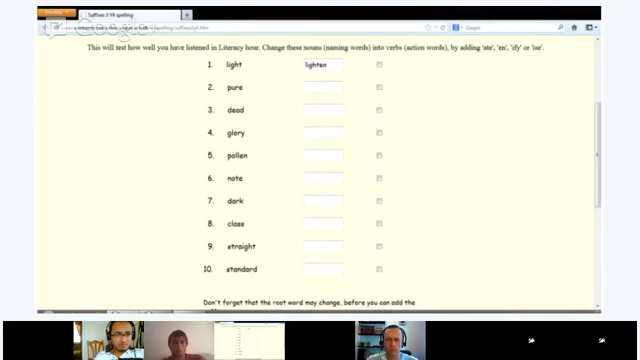 Firefox
Suffixes 3 Y4 spelling
Google
This will test how well you have listened in Literacy hour. Change these nouns (naming words) into verbs (action words), by adding 'ate', 'en', 'ify' or 'ise'.
1. light lighten
2. pure
3. dead
4. glory
5. pollen
6. note
7. dark
8. class
9. straight
10. standard
Don't forget that the root word may change, before you can add the